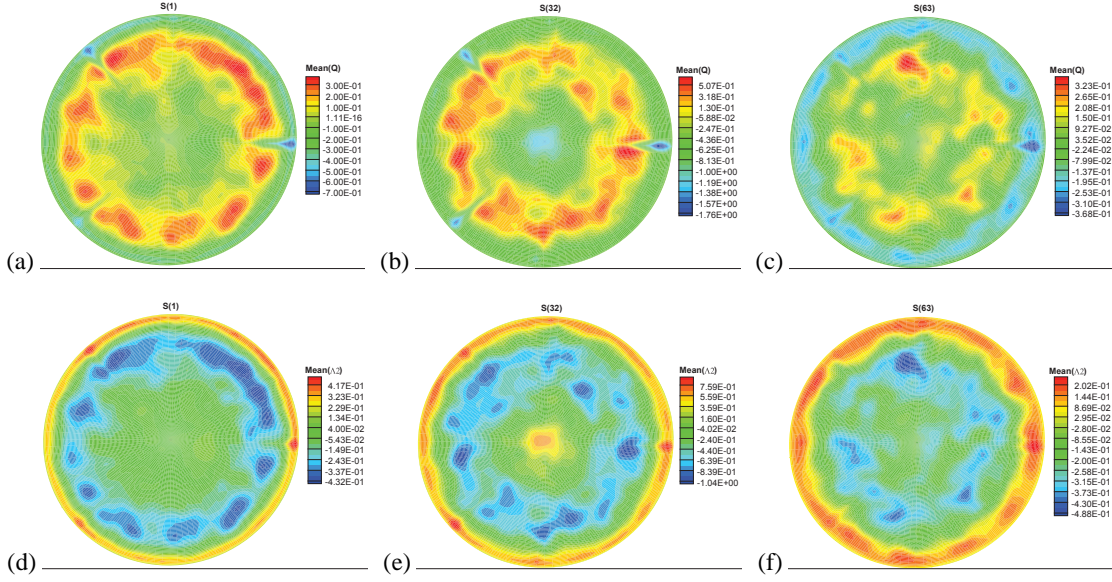 S(1)
Mean(Q)
3.00E-01
2.00E-01
1.00E-01
1.11E-16
-1.00E-01
-2.00E-01
-3.00E-01
-4.00E-01
-5.00E-01
-6.00E-01
-7.00E-01
(a)
S(32)
Mean(Q)
5.07E-01
3.18E-01
1.30E-01
-5.88E-02
-2.47E-01
-4.36E-01
-6.25E-01
-8.13E-01
-1.00E+00
-1.19E+00
-1.38E+00
-1.57E+00
-1.76E+00
(b)
S(63)
Mean(Q)
3.23E-01
2.65E-01
2.08E-01
1.50E-01
9.27E-02
3.52E-02
-2.24E-02
-7.99E-02
-1.37E-01
-1.95E-01
-2.53E-01
-3.10E-01
-3.68E-01
(c)
S(1)
Mean(Λ2)
4.17E-01
3.23E-01
2.29E-01
1.34E-01
4.00E-02
-5.43E-02
-1.49E-01
-2.43E-01
-3.37E-01
-4.32E-01
(d)
S(32)
Mean(Λ2)
7.59E-01
5.59E-01
3.59E-01
1.60E-01
-4.02E-02
-2.40E-01
-4.40E-01
-6.39E-01
-8.39E-01
-1.04E+00
(e)
S(63)
Mean(Λ2)
2.02E-01
1.44E-01
8.69E-02
2.95E-02
-2.80E-02
-8.55E-02
-1.43E-01
-2.00E-01
-2.58E-01
-3.15E-01
-3.73E-01
-4.30E-01
-4.88E-01
(f)